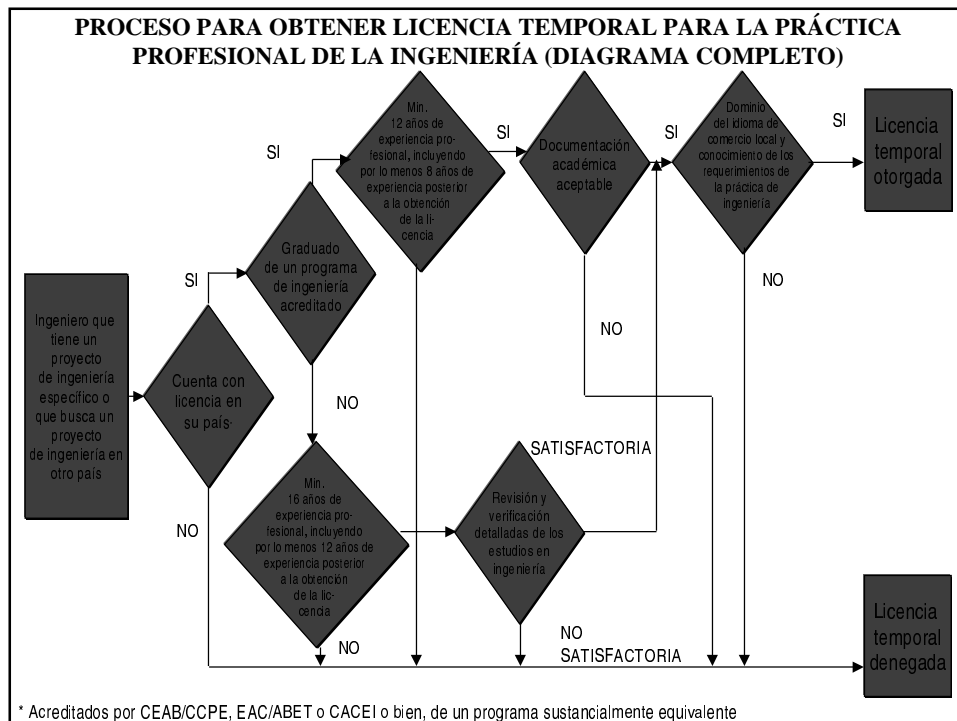 PROCESO PARA OBTENER LICENCIA TEMPORAL PARA LA PRÁCTICA
PROFESIONAL DE LA INGENIERÍA (DIAGRAMA COMPLETO)
Ingeniero que
tiene un
proyecto
de ingeniería
específico o
que busca un
proyecto
de ingeniería en
otro país
Cuenta con
licencia en
su país
SI
NO
Graduado
de un programa
de ingeniería
acreditado
SI
NO
Min.
12 años de
experiencia profe-
sional, incluyendo
por lo menos 8 años de
experiencia posterior
a la obtención
de la li-
cencia
SI
Documentación
académica
aceptable
SI
NO
Dominio
del idioma de
comercio local y
conocimiento de los
requerimientos de
la práctica de
ingeniería
SI
NO
Licencia
temporal
otorgada
Min.
16 años de
experiencia pro-
fesional, incluyendo
por lo menos 12 años de
experiencia posterior
a la obtención
de la lic-
encia
NO
Revisión y
verificación
detalladas de los
estudios en
ingeniería
SATISFACTORIA
NO
SATISFACTORIA
Licencia
temporal
denegada
* Acreditados por CEAB/CCPE, EAC/ABET o CACEI o bien, de un programa sustancialmente equivalente